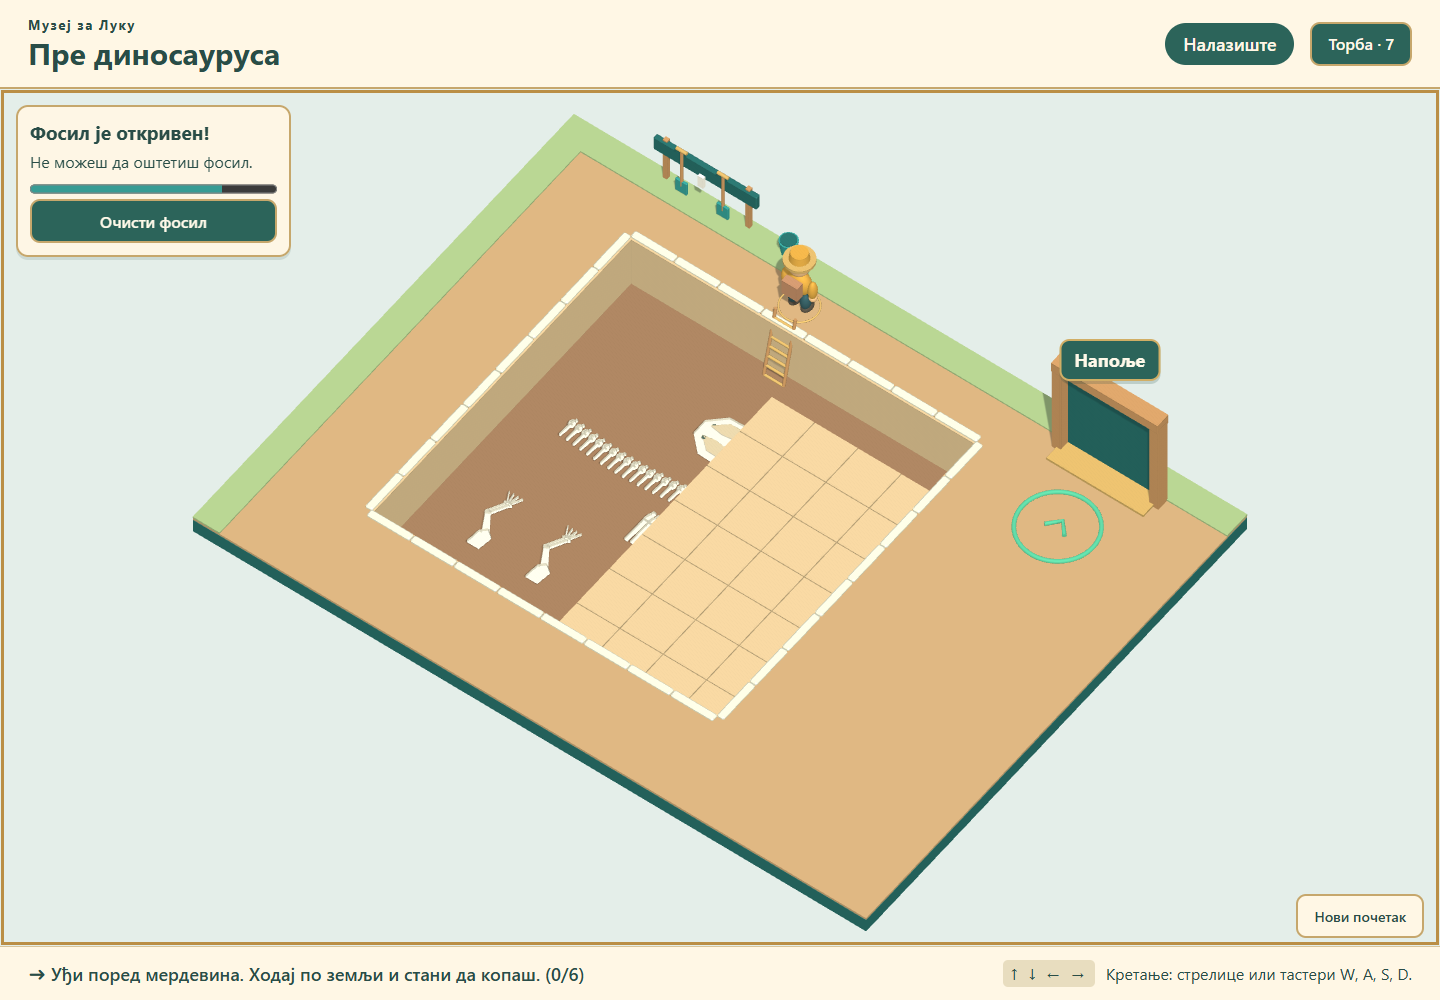 Музеј за Луку
Пре диносауруса
Налазиште
Торба · 7
Фосил је откривен!
Не можеш да оштетиш фосил.
Очисти фосил
Напоље
Нови почетак
→ Уђи поред мердевина. Ходај по земљи и стани да копаш. (0/6)
↑ ↓ ← → Кретање: стрелице или тастери W, A, S, D.